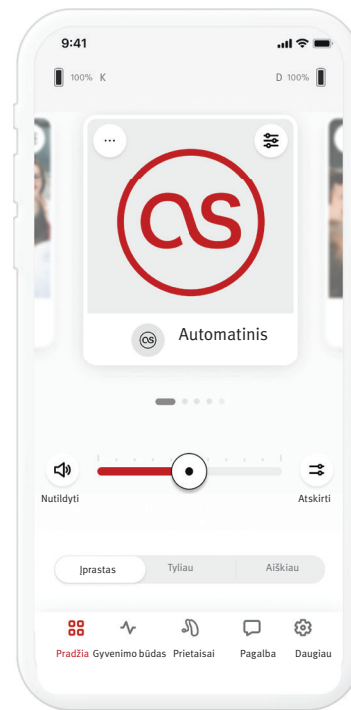 9:41
100% K
D 100%
Automatinis
Nutildyti
Atskirti
Įprastas Tyliau Aiškiau
Pradžia Gyvenimo būdas Prietaisai Pagalba Daugiau